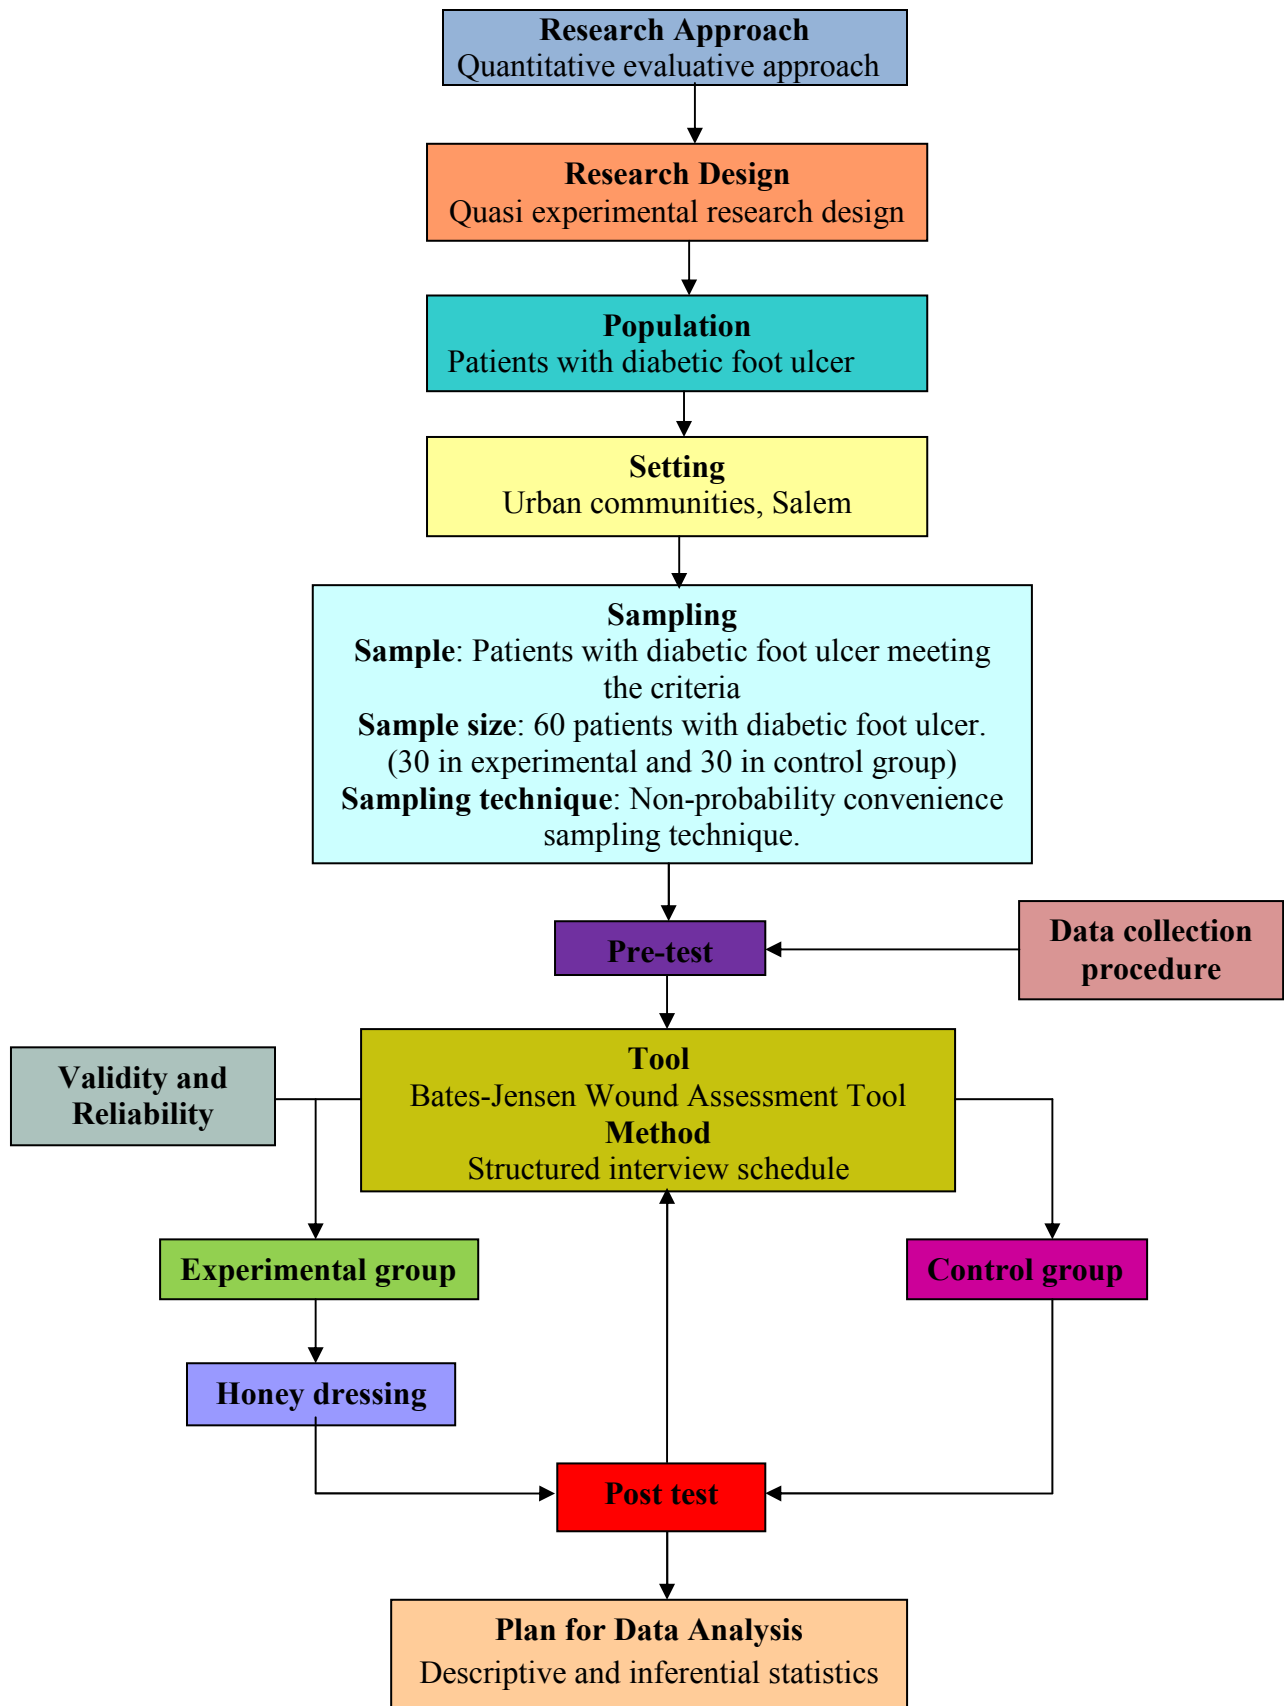 Research Approach
Quantitative evaluative approach
Research Design
Quasi experimental research design
Population
Patients with diabetic foot ulcer
Setting
Urban communities, Salem
Sampling
Sample: Patients with diabetic foot ulcer meeting
the criteria
Sample size: 60 patients with diabetic foot ulcer.
(30 in experimental and 30 in control group)
Sampling technique: Non-probability convenience
sampling technique.
Pre-test
Data collection
procedure
Validity and
Reliability
Tool
Bates-Jensen Wound Assessment Tool
Method
Structured interview schedule
Experimental group
Control group
Honey dressing
Post test
Plan for Data Analysis
Descriptive and inferential statistics